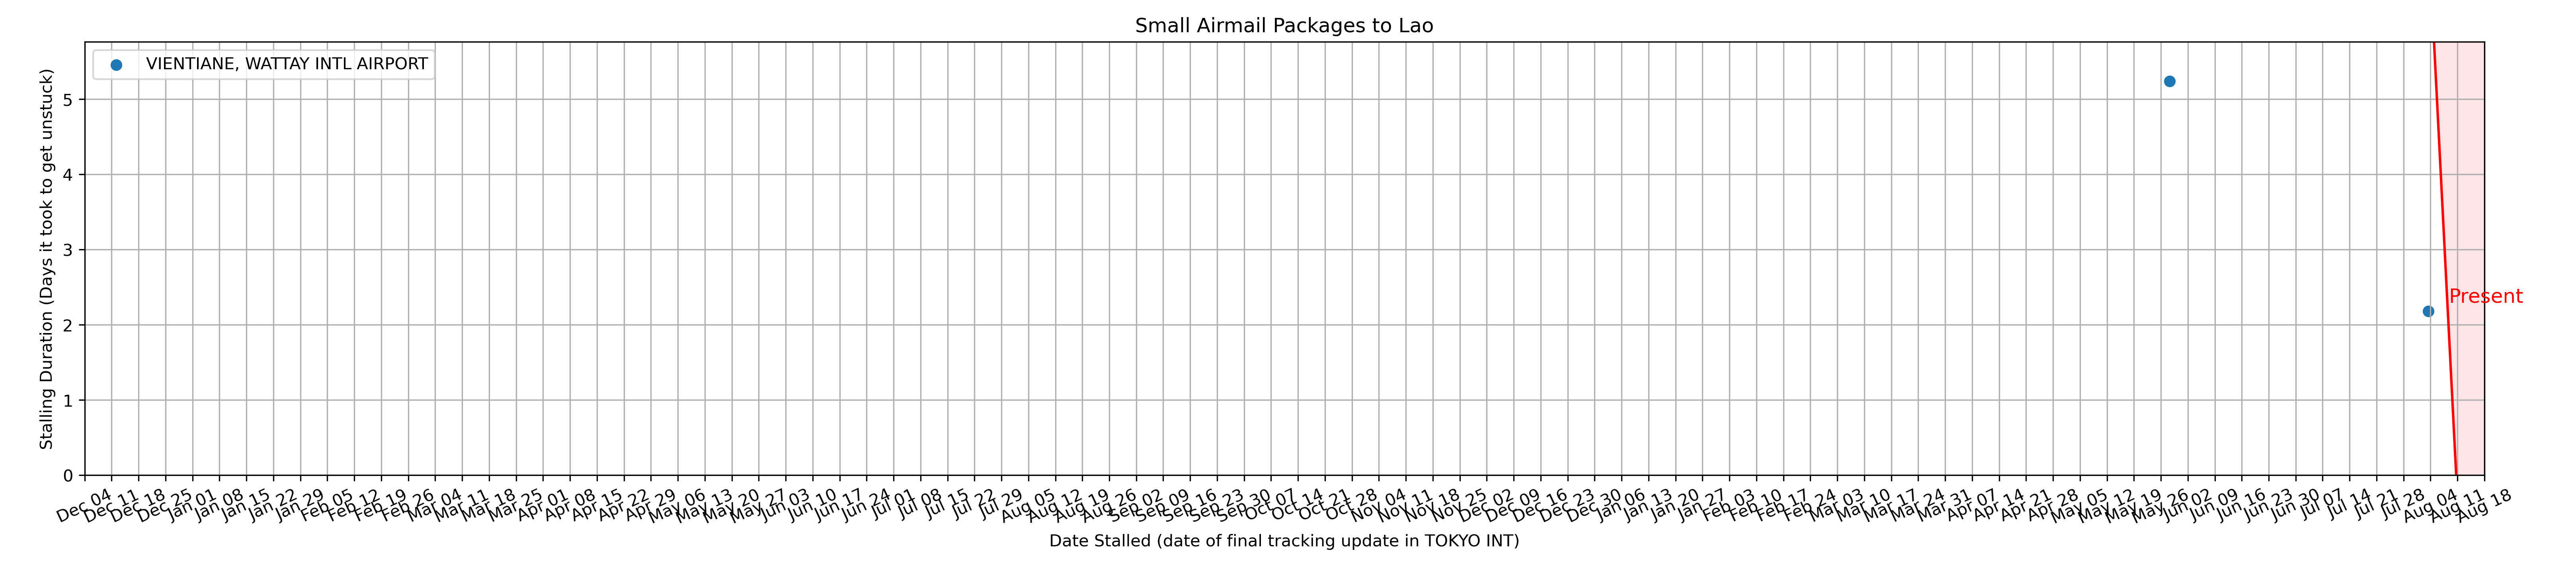 Small Airmail Packages to Lao
VIENTIANE, WATTAY INTL AIRPORT
Stalling Duration (Days it took to get unstuck)
5
4
3
2
1
0
Present
Dec 04
Dec 11
Dec 18
Dec 25
Jan 01
Jan 08
Jan 15
Jan 22
Jan 29
Feb 05
Feb 12
Feb 19
Feb 26
Mar 04
Mar 11
Mar 18
Mar 25
Apr 01
Apr 08
Apr 15
Apr 22
Apr 29
May 06
May 13
May 20
May 27
Jun 03
Jun 10
Jun 17
Jun 24
Jul 01
Jul 08
Jul 15
Jul 22
Jul 29
Aug 05
Aug 12
Aug 19
Aug 26
Sep 02
Sep 09
Sep 16
Sep 23
Sep 30
Oct 07
Oct 14
Oct 21
Oct 28
Nov 04
Nov 11
Nov 18
Nov 25
Dec 02
Dec 09
Dec 16
Dec 23
Dec 30
Jan 06
Jan 13
Jan 20
Jan 27
Feb 03
Feb 10
Feb 17
Feb 24
Mar 03
Mar 10
Mar 17
Mar 24
Mar 31
Apr 07
Apr 14
Apr 21
Apr 28
May 05
May 12
May 19
May 26
Jun 02
Jun 09
Jun 16
Jun 23
Jun 30
Jul 07
Jul 14
Jul 21
Jul 28
Aug 04
Aug 11
Aug 18
Date Stalled (date of final tracking update in TOKYO INT)